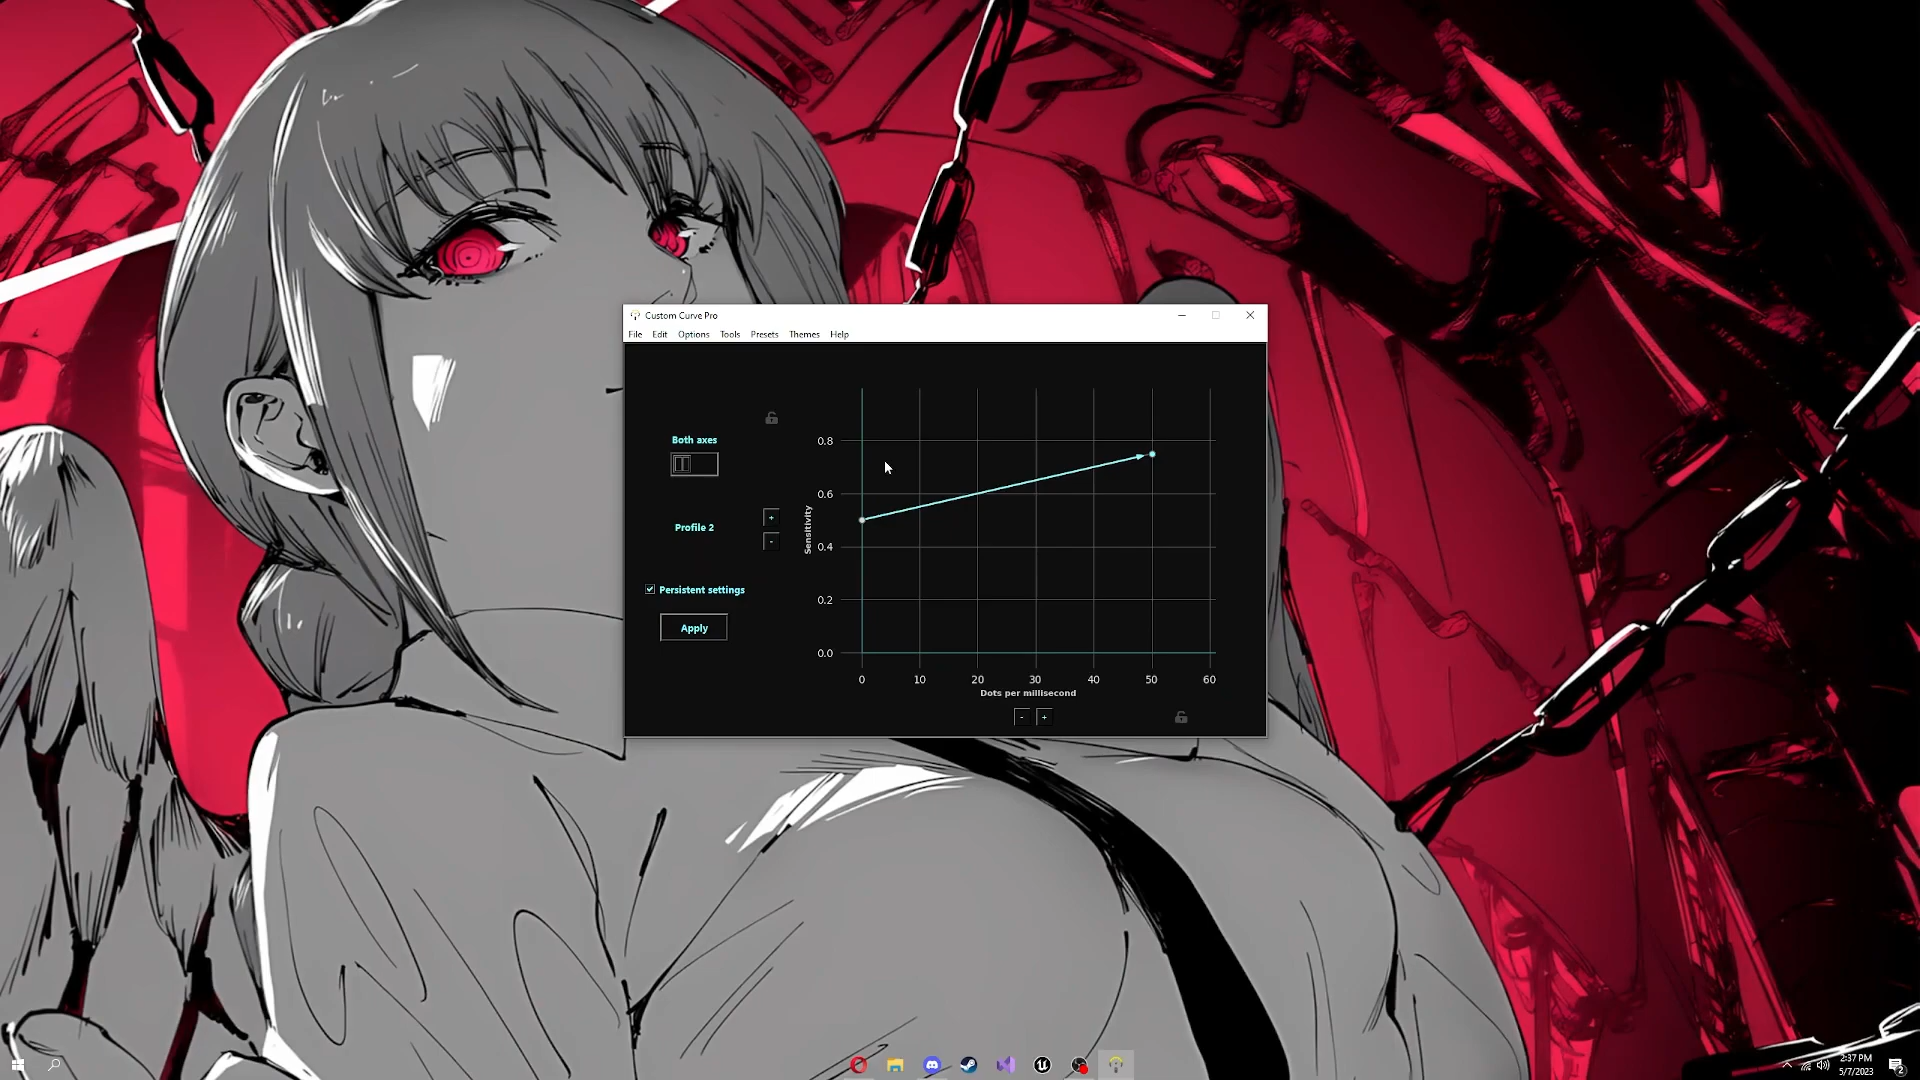 Custom Curve Pro
File Edit Options Tools Presets Themes Help
Both axes
Profile 2
+
-
Persistent settings
Apply
Sensitivity
0.8
0.6
0.4
0.2
0.0
0 10 20 30 40 50 60
Dots per millisecond
- +
2:37 PM
5/7/2023
2